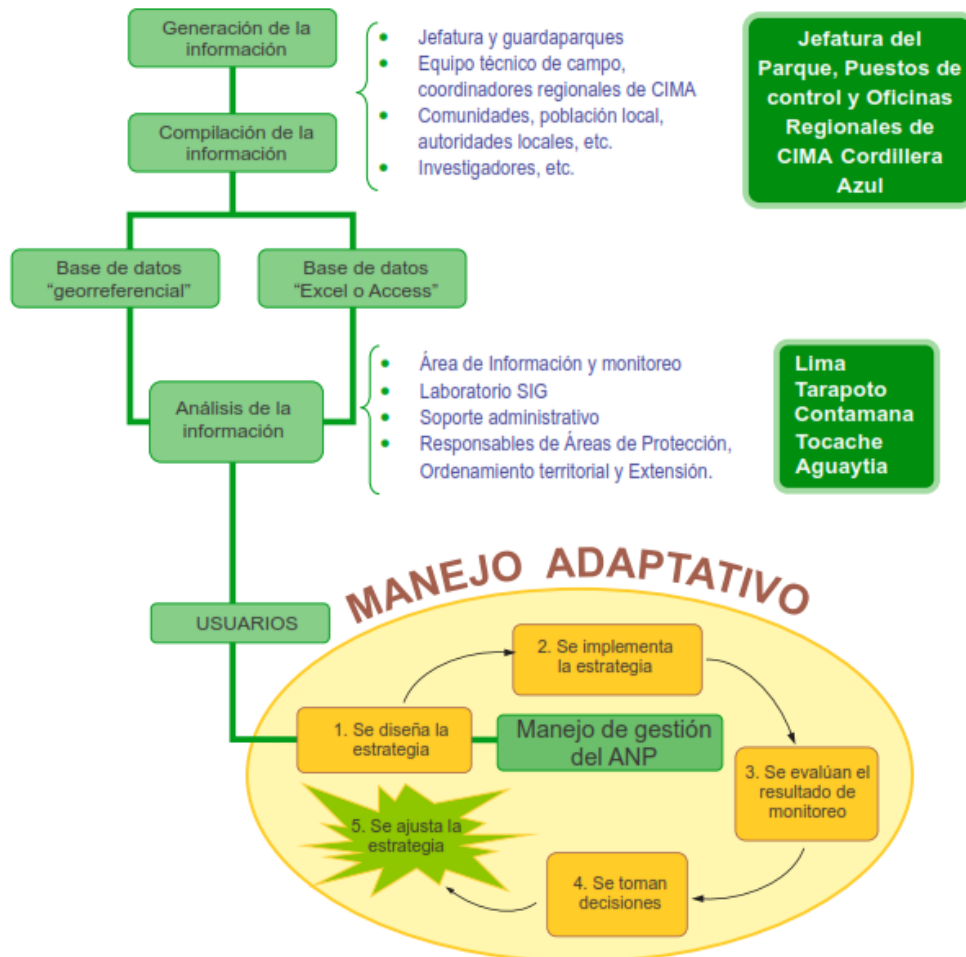 Generación de la
información
Jefatura y guardaparques
Equipo técnico de campo,
coordinadores regionales de CIMA
Comunidades, población local,
autoridades locales, etc.
Investigadores, etc.
Jefatura del
Parque, Puestos de
control y Oficinas
Regionales de
CIMA Cordillera
Azul
Compilación de la
información
Base de datos
“georreferencial”
Base de datos
“Excel o Access”
Análisis de la
información
Área de Información y monitoreo
Laboratorio SIG
Soporte administrativo
Responsables de Áreas de Protección,
Ordenamiento territorial y Extensión.
Lima
Tarapoto
Contamana
Tocache
Aguaytia
USUARIOS
MANEJO ADAPTATIVO
1. Se diseña la
estrategia
2. Se implementa
la estrategia
Manejo de gestión
del ANP
3. Se evalúan el
resultado de
monitoreo
4. Se toman
decisiones
5. Se ajusta la
estrategia